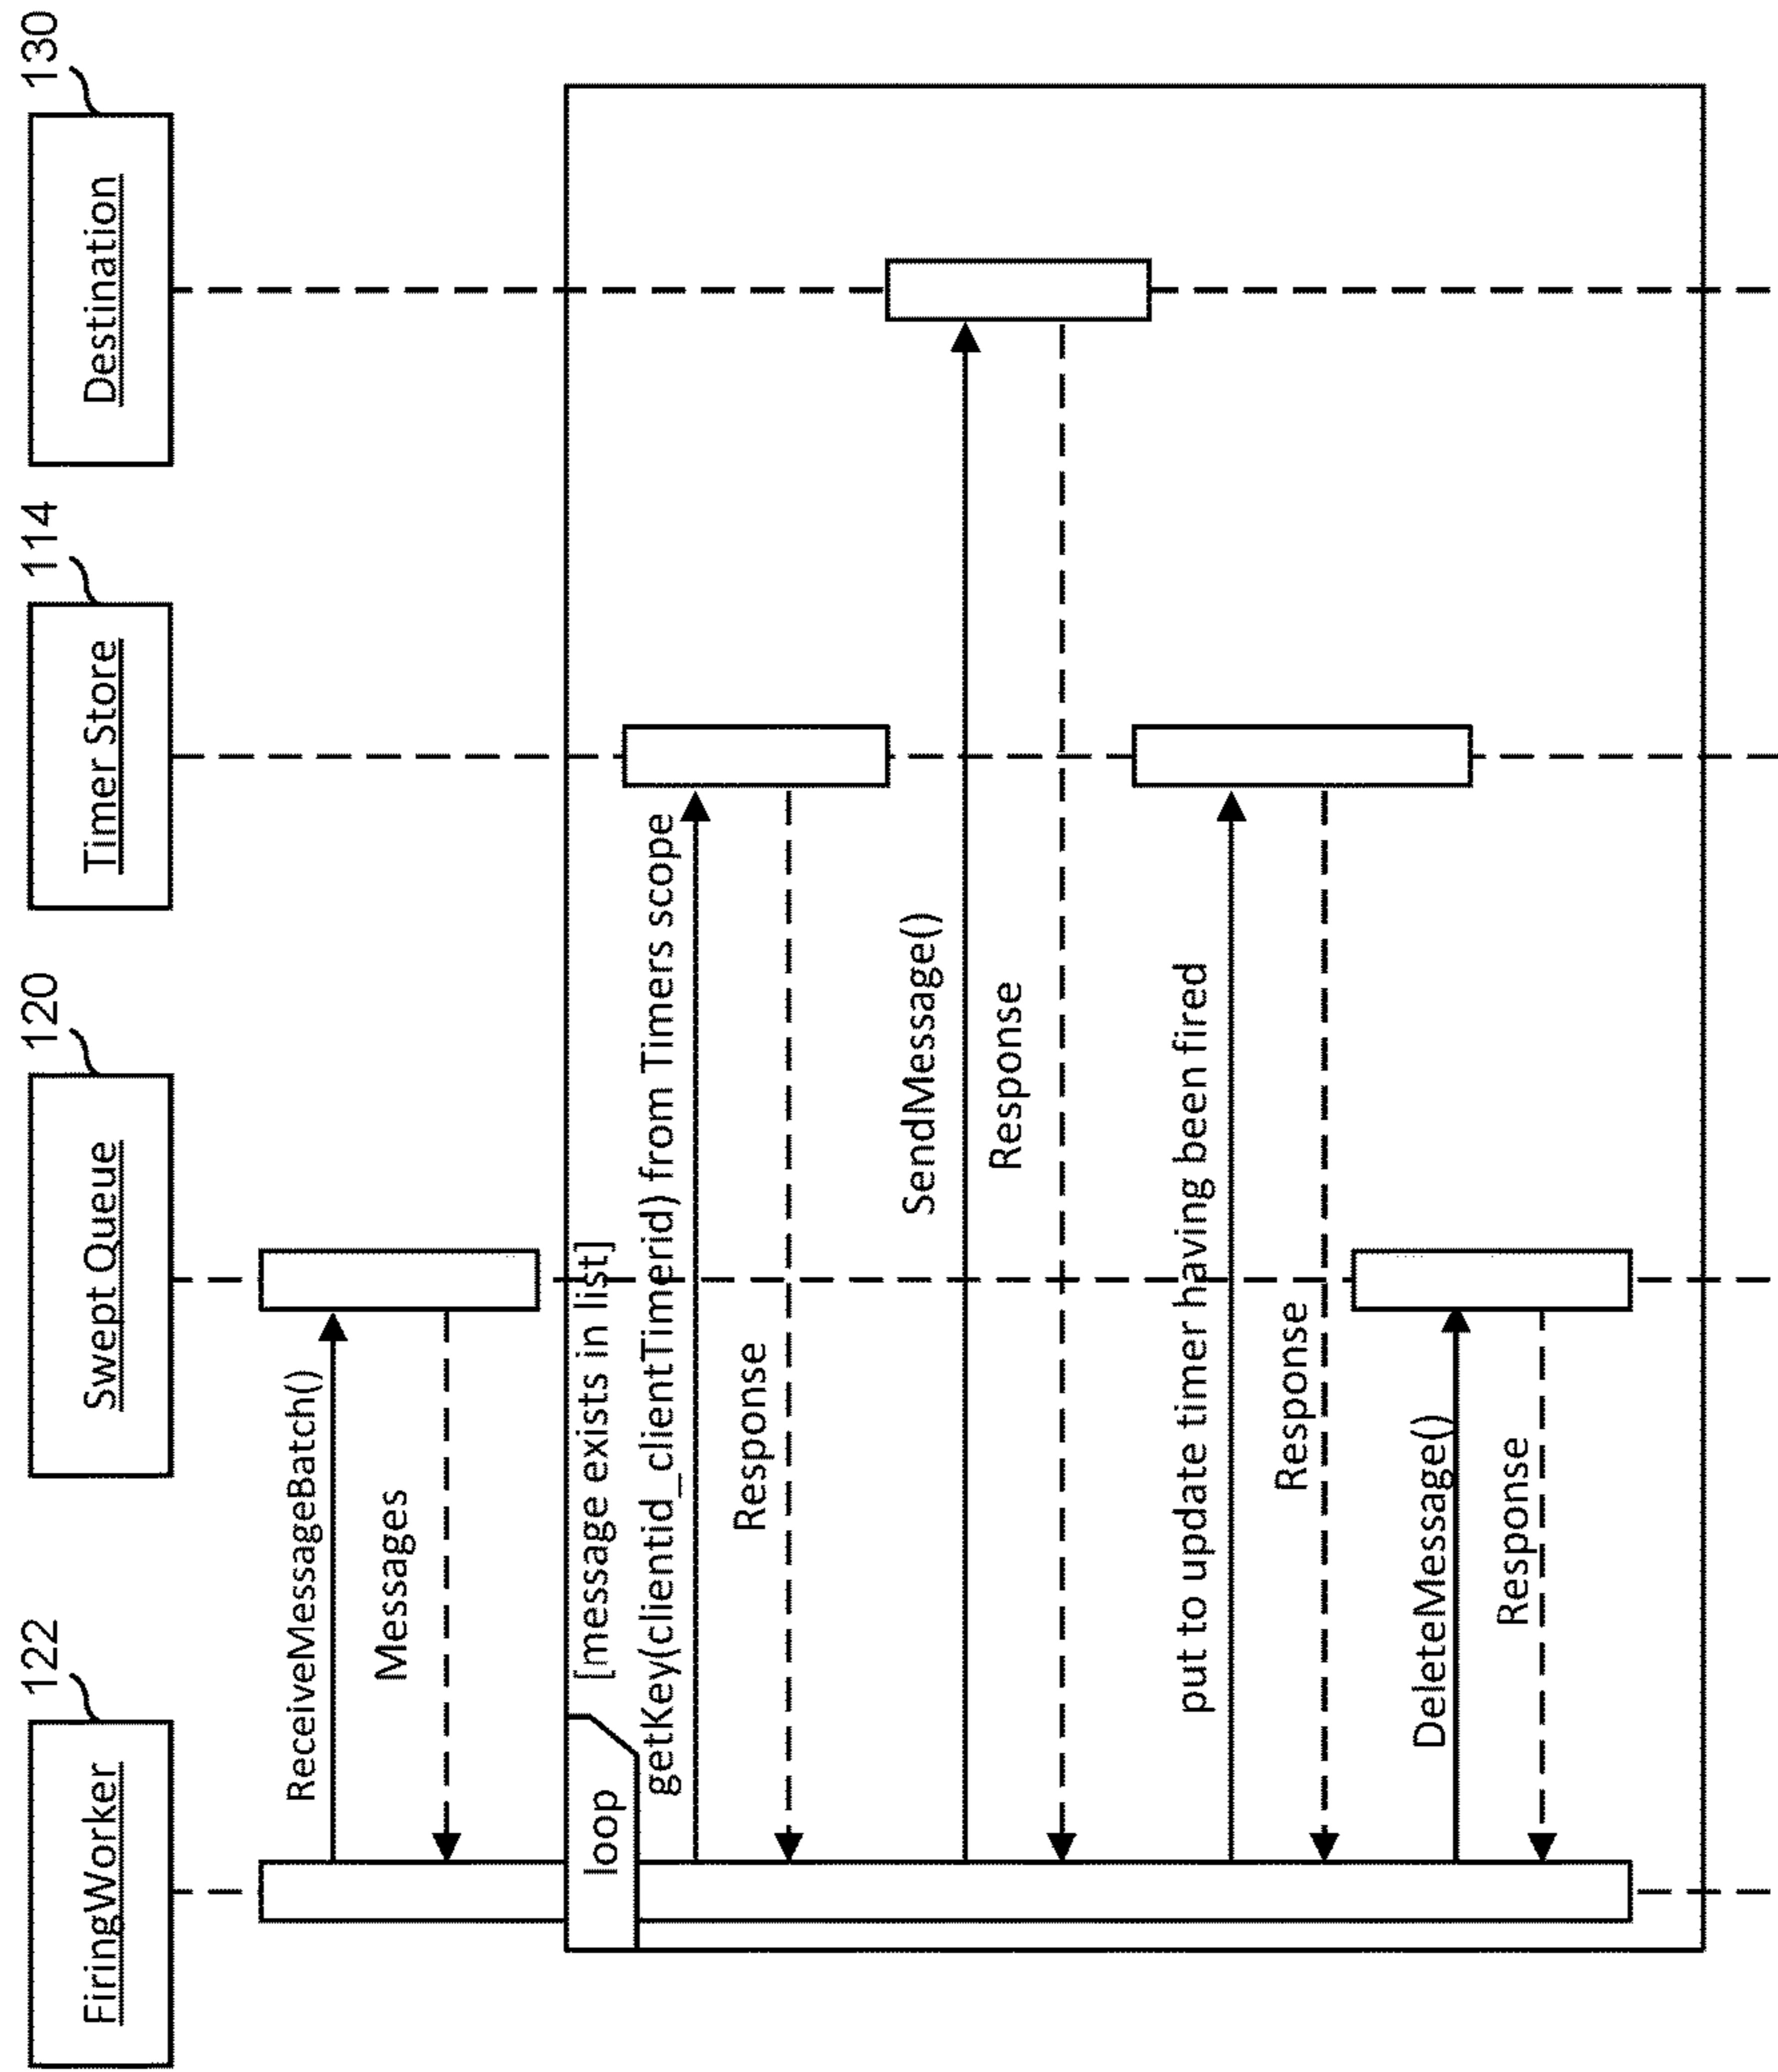 122
FiringWorker
120
Swept Queue
114
Timer Store
130
Destination
ReceiveMessageBatch()
Messages
loop
[message exists in list]
getKey(clientid_clientTimerid) from Timers scope
Response
SendMessage()
Response
put to update timer having been fired
Response
DeleteMessage()
Response